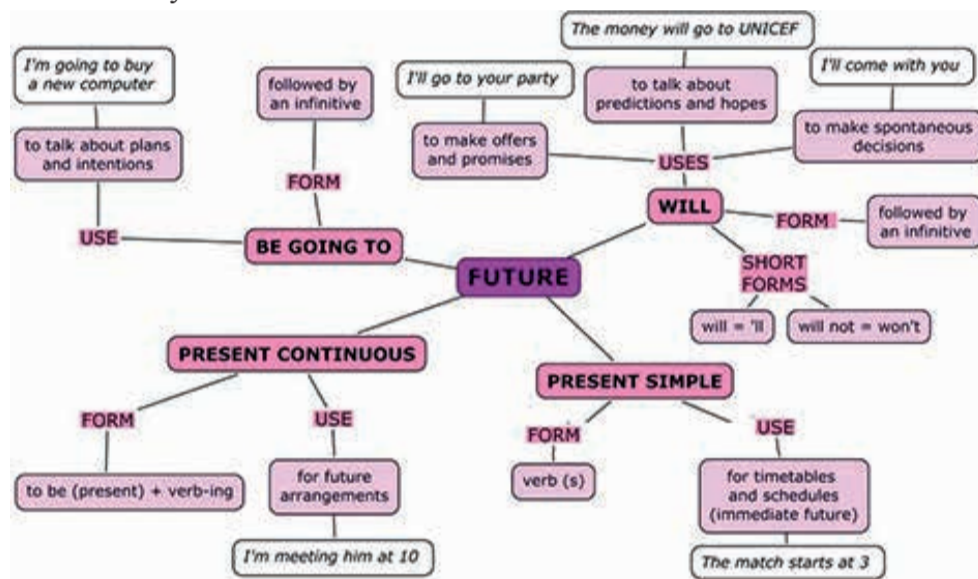 The money will go to UNICEF
I'm going to buy
a new computer
followed by
an infinitive
I'll go to your party
to talk about
predictions and hopes
I'll come with you
to talk about plans
and intentions
to make offers
and promises
to make spontaneous
decisions
USES
FORM
WILL
FORM
followed by
an infinitive
USE
BE GOING TO
FUTURE
SHORT
FORMS
will = 'll
will not = won't
PRESENT CONTINUOUS
PRESENT SIMPLE
FORM
USE
FORM
USE
to be (present) + verb-ing
for future
arrangements
verb (s)
for timetables
and schedules
(immediate future)
I'm meeting him at 10
The match starts at 3